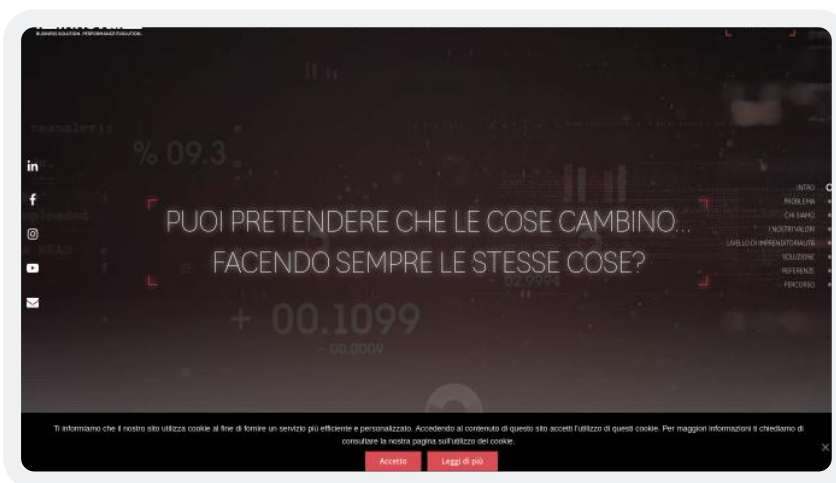 BUSINESS SOLUTION. PERFORMANCE EVOLUTION.
% 09.3
PUOI PRETENDERE CHE LE COSE CAMBINO...
FACENDO SEMPRE LE STESSE COSE?
INTRO
PROBLEMA
CHI SIAMO
I NOSTRI VALORI
LIVELLO DI IMPRENDITORIALITÀ
SOLUZIONE
REFERENZE
PERCORSO
+ 00.1099
- 00.0009
Ti informiamo che il nostro sito utilizza cookie al fine di fornire un servizio più efficiente e personalizzato. Accedendo al contenuto di questo sito accetti l'utilizzo di questi cookie. Per maggiori informazioni ti chiediamo di
consultare la nostra pagina sull'utilizzo dei cookie.
Accetto
Leggi di più